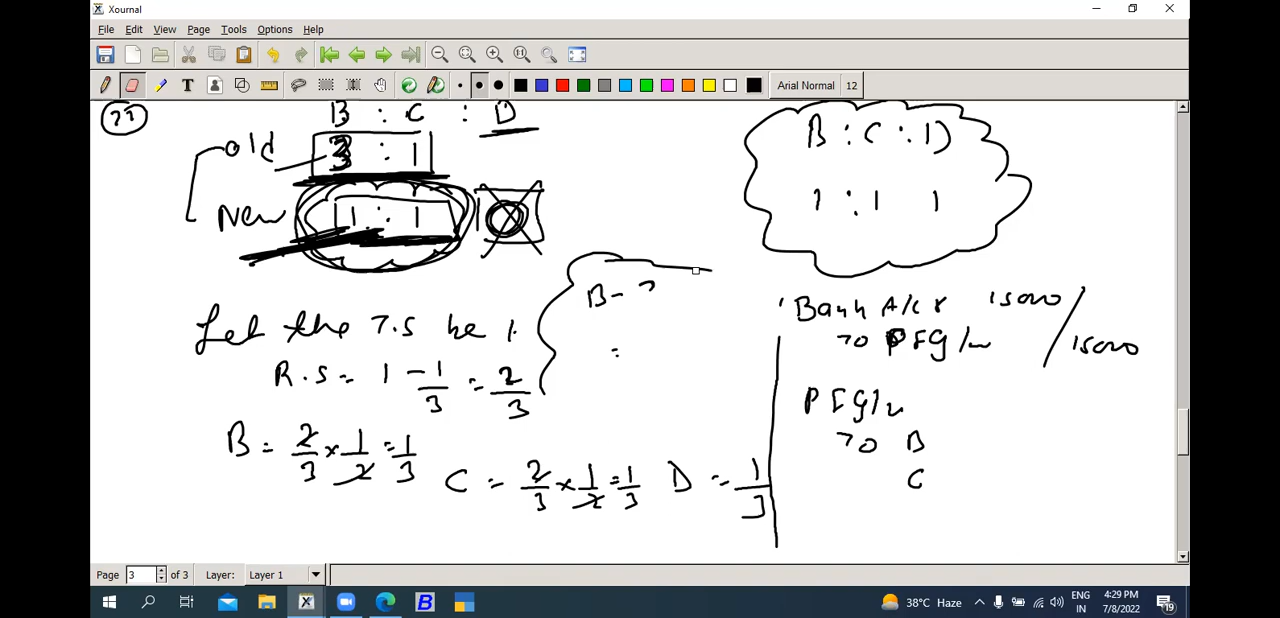 Xournal
File Edit View Page Tools Options Help
Arial Normal 12
B : C : D
old 3 : 1
New 1 : 1
B : C : D
1 : 1 1
B -
=
Let the T.S be 1.
R.S = 1 - 1/3 = 2/3
B = 2/3 × 1/2 = 1/3
C = 2/3 × 1/2 = 1/3 D = 1/3
Bank A/c 15000
To PFG/w 15000
PFG/w
To B
C
Page 3 of 3 Layer: Layer 1
38°C Haze
ENG
IN
4:29 PM
7/8/2022
19